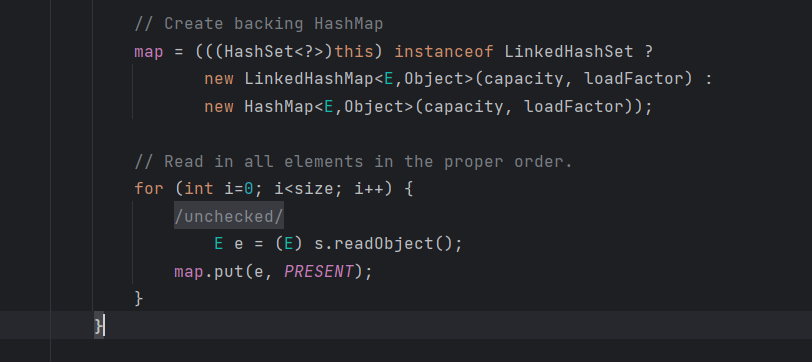 // Create backing HashMap
map = (((HashSet<?>)this) instanceof LinkedHashSet ?
new LinkedHashMap<E,Object>(capacity, loadFactor) :
new HashMap<E,Object>(capacity, loadFactor));
// Read in all elements in the proper order.
for (int i=0; i<size; i++) {
/unchecked/
E e = (E) s.readObject();
map.put(e, PRESENT);
}
}